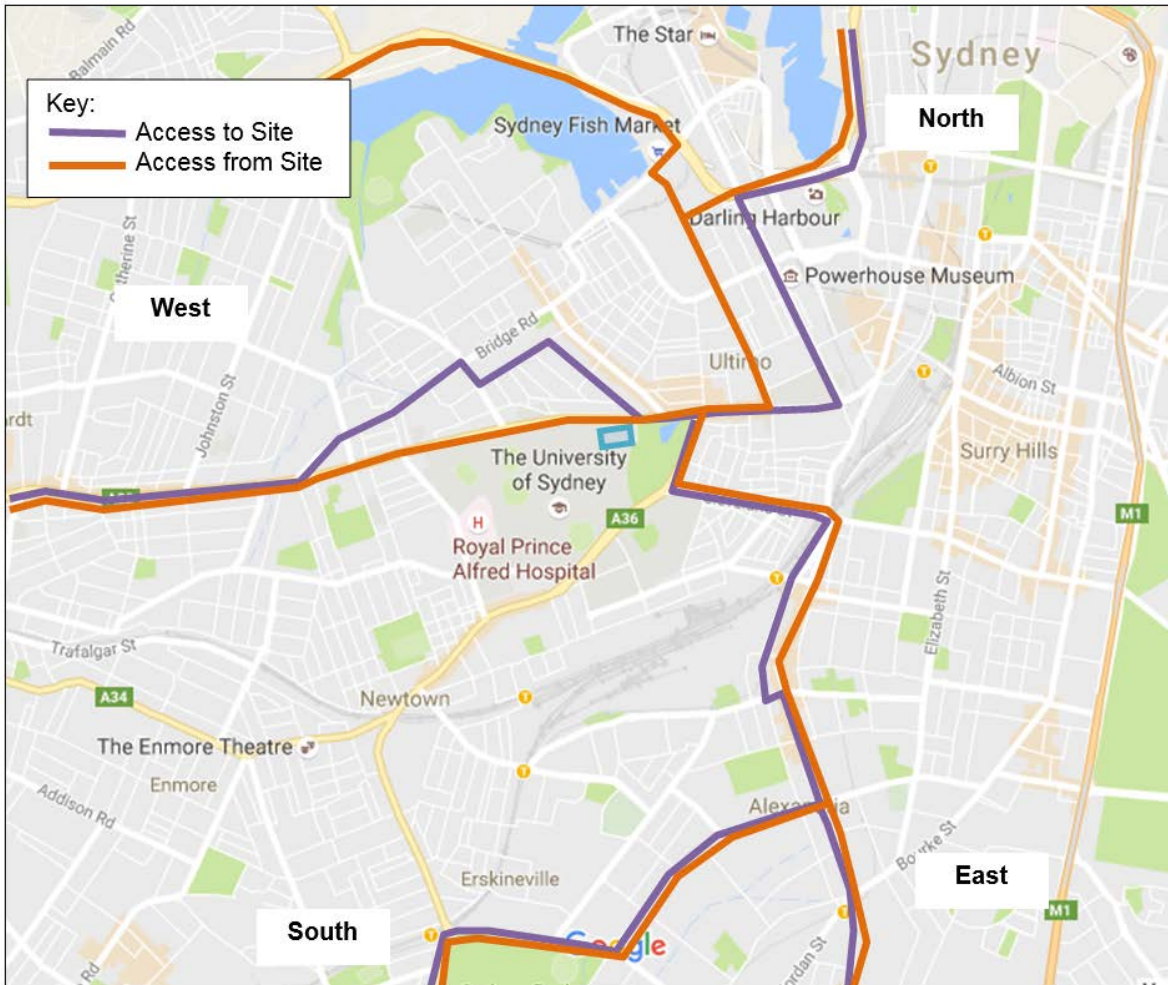 Balmain Rd
The Star
Sydney
Key:
Access to Site
Access from Site
Sydney Fish Market
North
Darling Harbour
Powerhouse Museum
West
Bridge Rd
Ultimo
Johnston St
Albion St
The University
of Sydney
Surry Hills
A36
M1
H
Royal Prince
Alfred Hospital
Elizabeth St
Trafalgar St
A34
Newtown
The Enmore Theatre
Enmore
Addison Rd
Alexandria
Bourke St
Erskineville
East
M1
South
Google